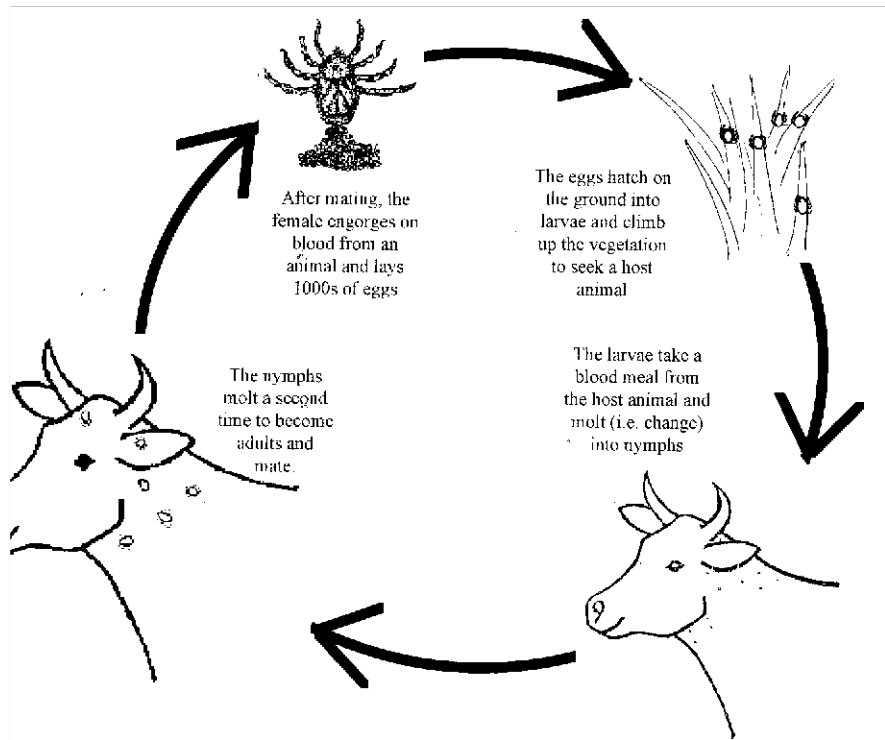 After mating, the
female engorges on
blood from an
animal and lays
1000s of eggs
The eggs hatch on
the ground into
larvae and climb
up the vegetation
to seek a host
animal
The larvae take a
blood meal from
the host animal and
molt (i.e. change)
into nymphs
The nymphs
molt a second
time to become
adults and
mate.